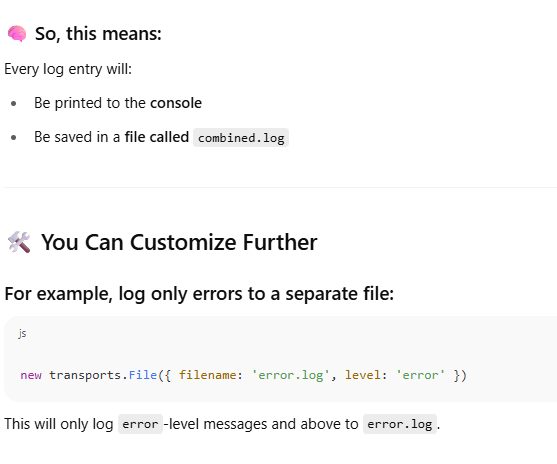 🧠 So, this means:
Every log entry will:
• Be printed to the console
• Be saved in a file called combined.log
🛠️ You Can Customize Further
For example, log only errors to a separate file:
js
new transports.File({ filename: 'error.log', level: 'error' })
This will only log error-level messages and above to error.log.